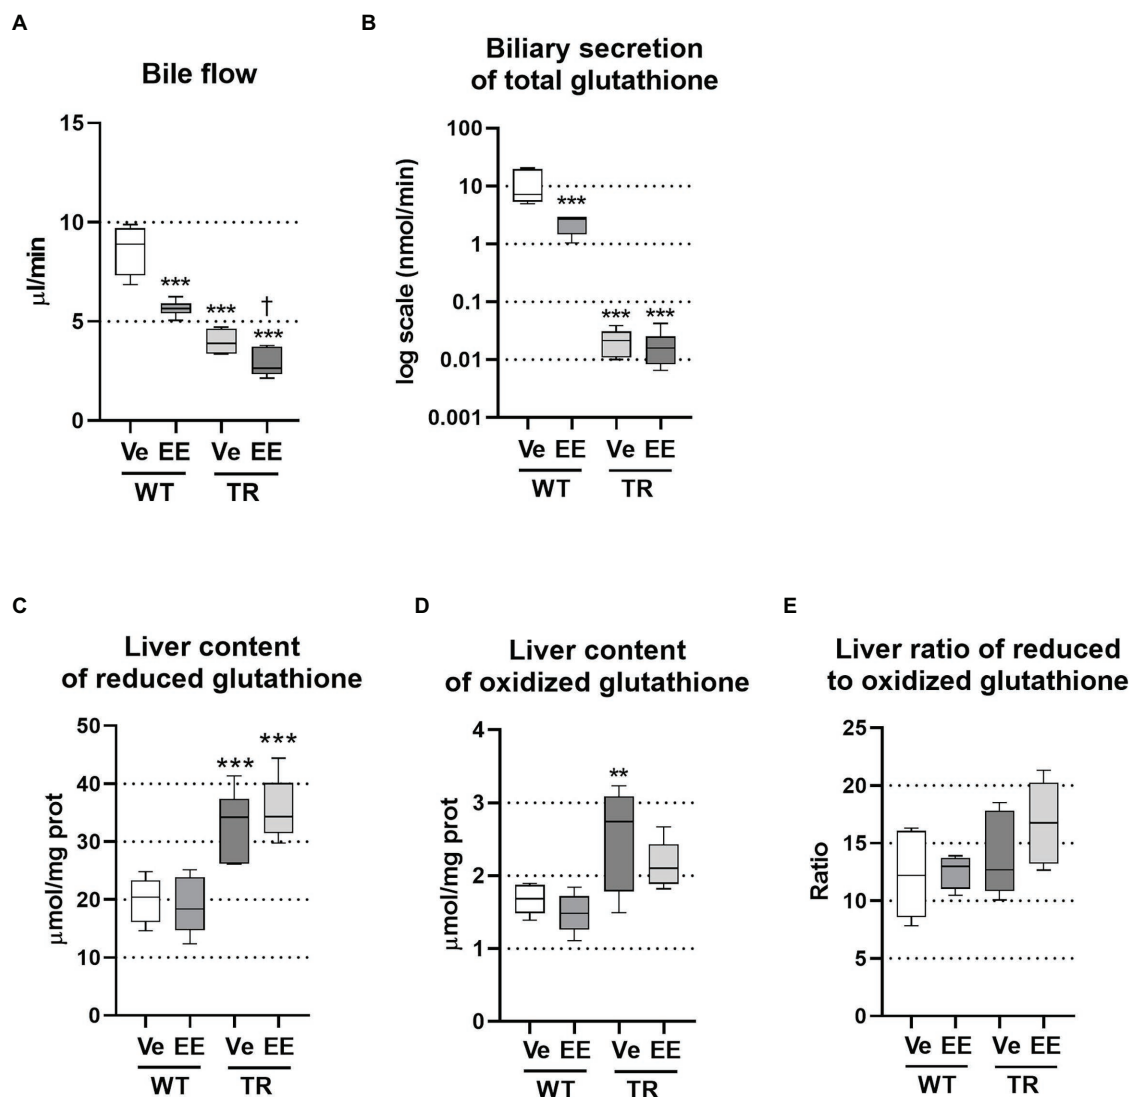 A
Bile flow
μl/min
15
10
5
0
***
***
†
***
Ve EE Ve EE
WT TR
B
Biliary secretion
of total glutathione
log scale (nmol/min)
100
10
1
0.1
0.01
0.001
***
***
***
Ve EE Ve EE
WT TR
C
Liver content
of reduced glutathione
μmol/mg prot
50
40
30
20
10
0
***
***
Ve EE Ve EE
WT TR
D
Liver content
of oxidized glutathione
μmol/mg prot
4
3
2
1
0
**
Ve EE Ve EE
WT TR
E
Liver ratio of reduced
to oxidized glutathione
Ratio
25
20
15
10
5
0
Ve EE Ve EE
WT TR